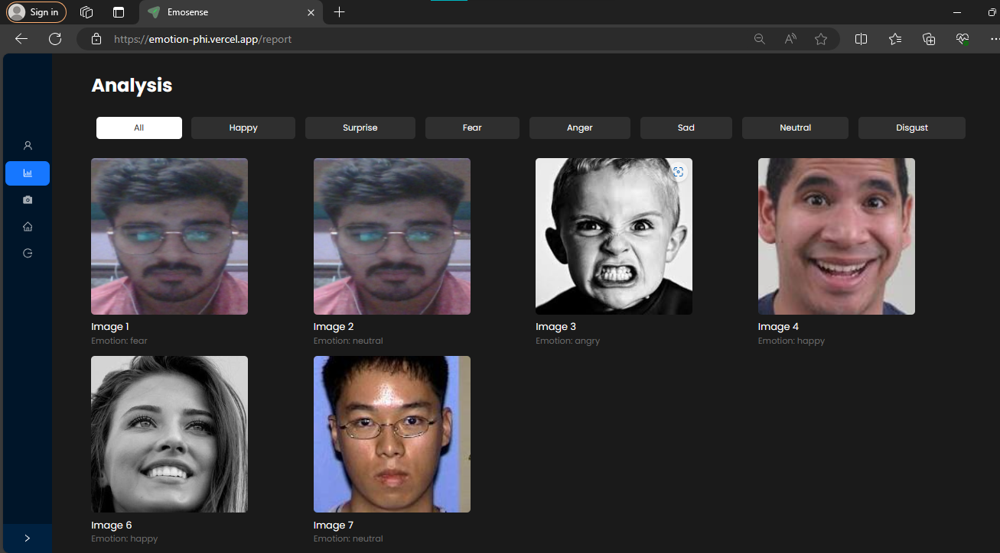 Sign in
Emosense
https://emotion-phi.vercel.app/report
Analysis
All Happy Surprise Fear Anger Sad Neutral Disgust
Image 1 Image 2 Image 3 Image 4
Emotion: fear Emotion: neutral Emotion: angry Emotion: happy
Image 6 Image 7
Emotion: happy Emotion: neutral